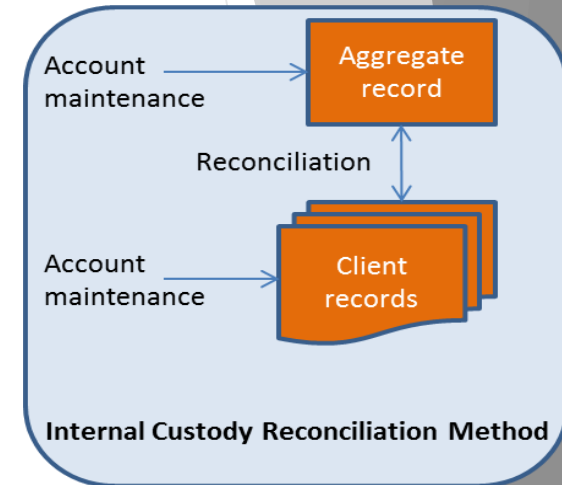 Account
maintenance
Aggregate
record
Reconciliation
Account
maintenance
Client
records
Internal Custody Reconciliation Method